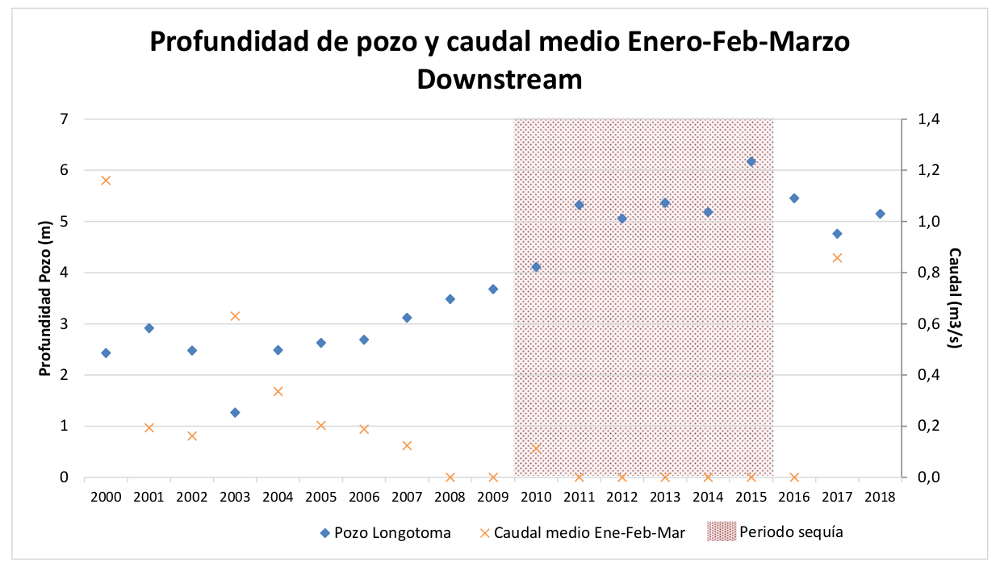 Profundidad de pozo y caudal medio Enero-Feb-Marzo
Downstream
Profundidad Pozo (m)
7
6
5
4
3
2
1
0
1,4
1,2
1,0
0,8
0,6
0,4
0,2
0,0
Caudal (m3/s)
2000 2001 2002 2003 2004 2005 2006 2007 2008 2009 2010 2011 2012 2013 2014 2015 2016 2017 2018
Pozo Longotoma Caudal medio Ene-Feb-Mar Periodo sequía